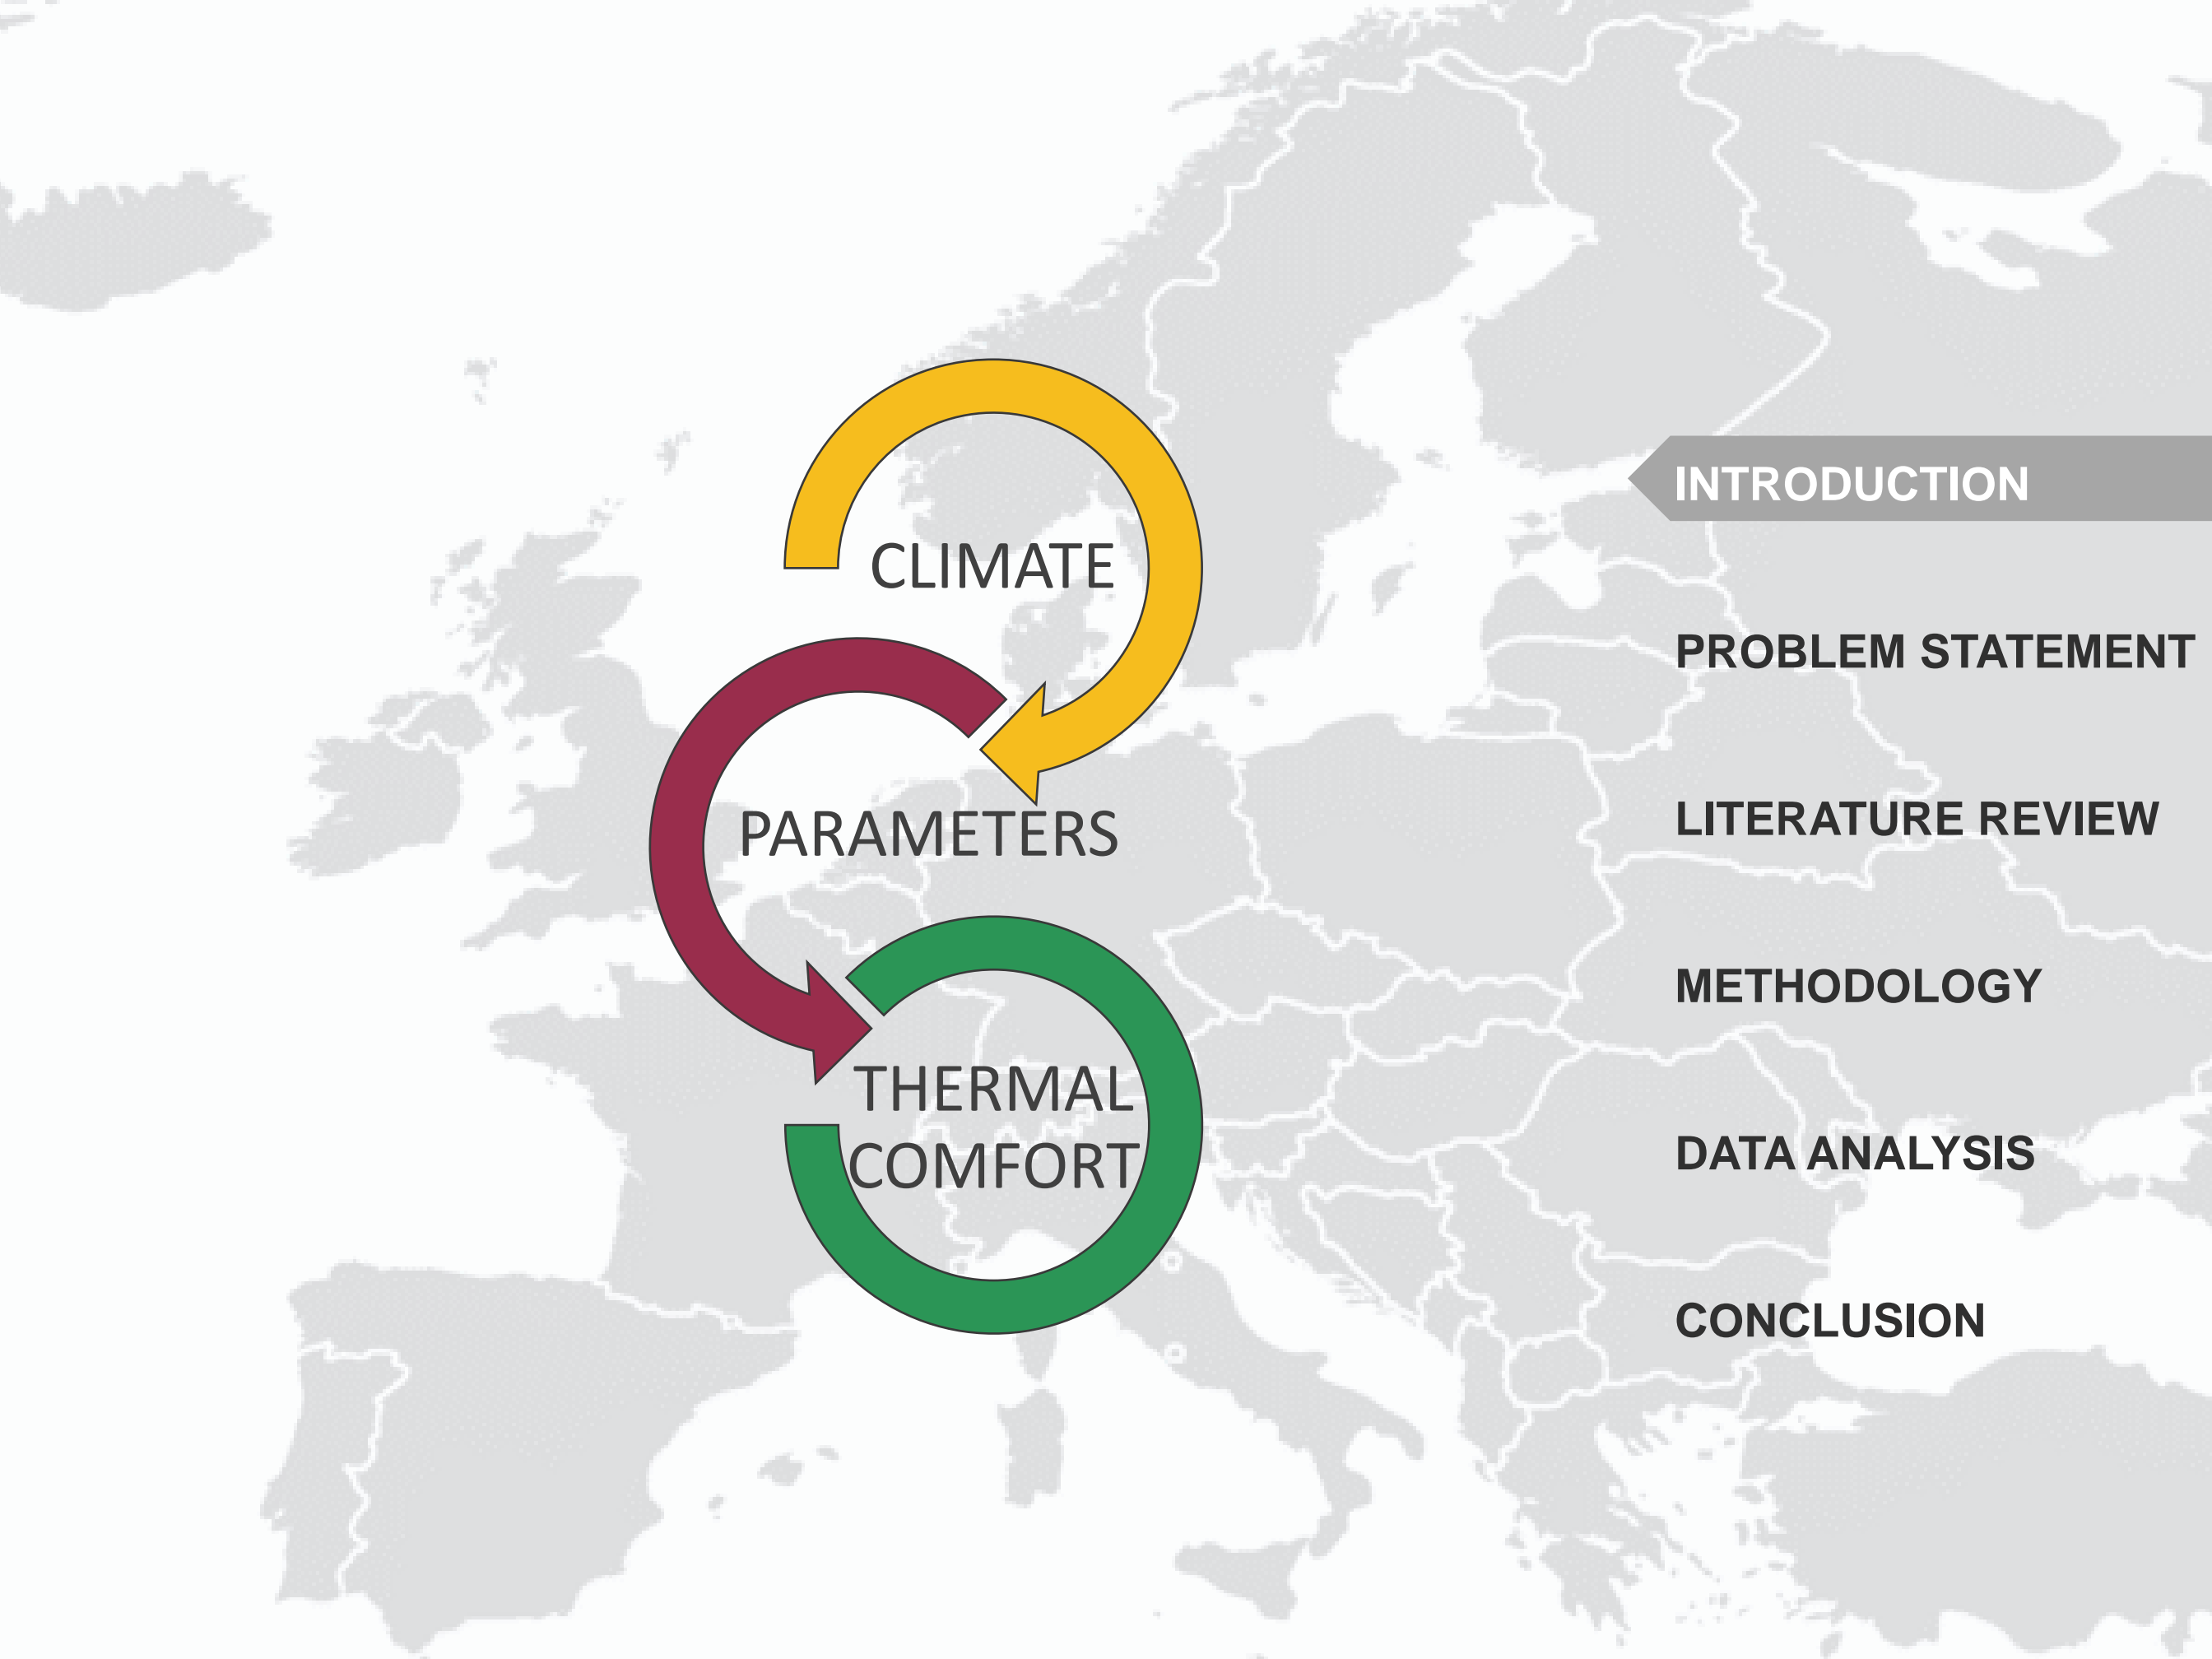 CLIMATE
PARAMETERS
THERMAL
COMFORT
INTRODUCTION
PROBLEM STATEMENT
LITERATURE REVIEW
METHODOLOGY
DATA ANALYSIS
CONCLUSION